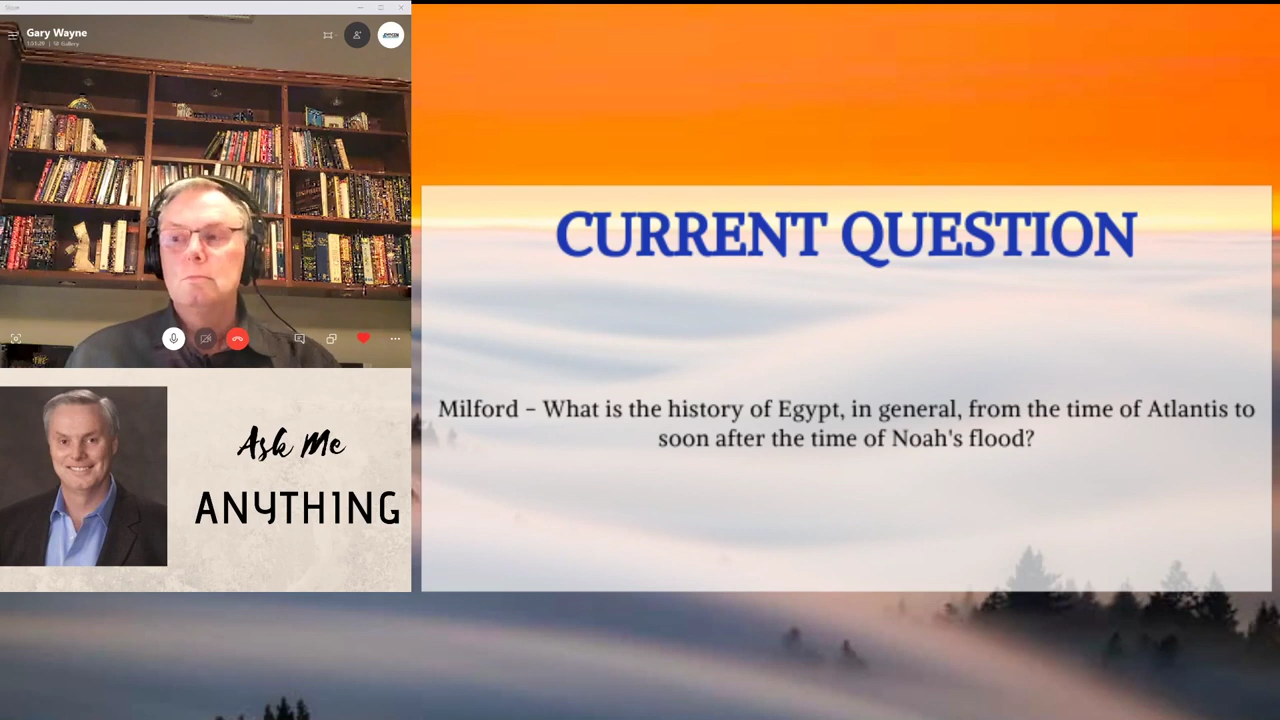 Gary Wayne
Ask Me
ANYTHING
CURRENT QUESTION
Milford – What is the history of Egypt, in general, from the time of Atlantis to
soon after the time of Noah's flood?